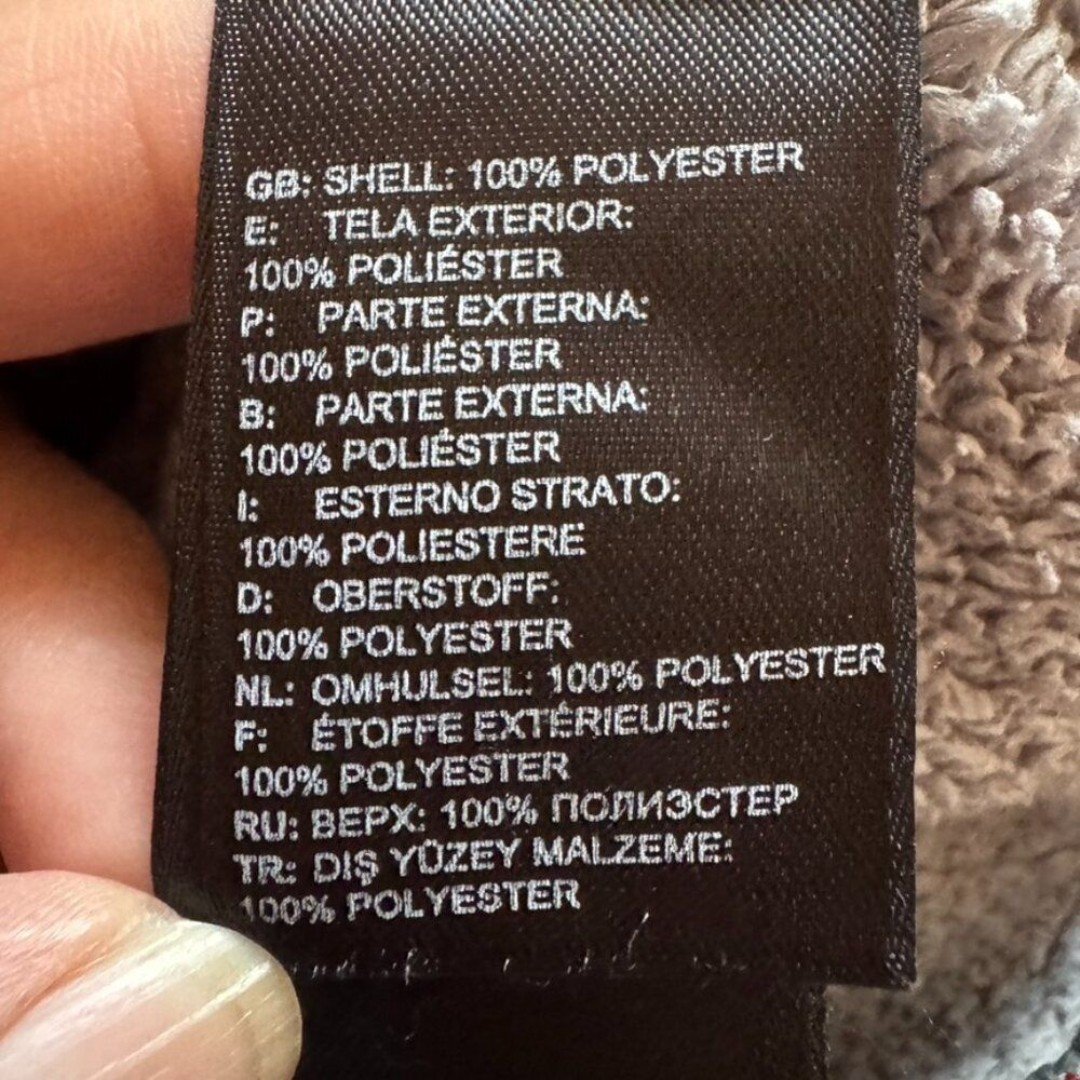 GB: SHELL: 100% POLYESTER
E: TELA EXTERIOR:
100% POLIÉSTER
P: PARTE EXTERNA:
100% POLIÉSTER
B: PARTE EXTERNA:
100% POLIÉSTER
I: ESTERNO STRATO:
100% POLIESTERE
D: OBERSTOFF:
100% POLYESTER
NL: OMHULSEL: 100% POLYESTER
F: ÉTOFFE EXTÉRIEURE:
100% POLYESTER
RU: ВЕРХ: 100% ПОЛИЭСТЕР
TR: DIŞ YÜZEY MALZEME:
100% POLYESTER